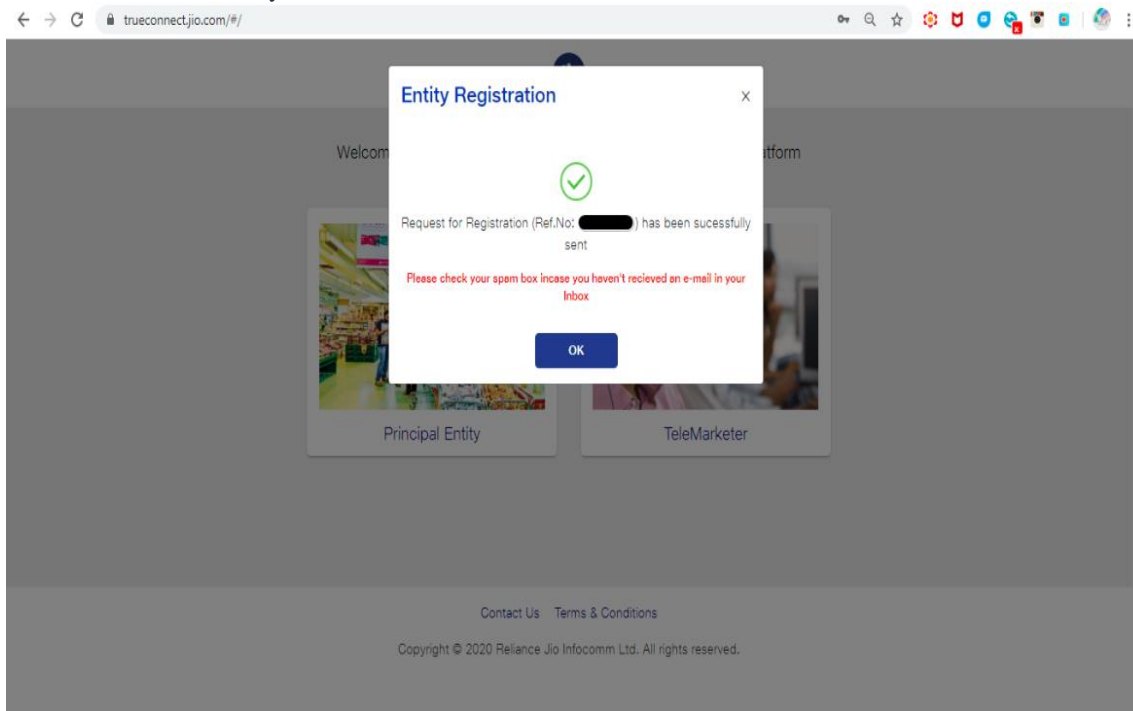 trueconnect.jio.com/#/
Entity Registration
X
Welcom
tform
Request for Registration (Ref.No: ) has been sucessfully
sent
Please check your spam box incase you haven't recieved an e-mail in your
Inbox
OK
Principal Entity
TeleMarketer
Contact Us Terms & Conditions
Copyright © 2020 Reliance Jio Infocomm Ltd. All rights reserved.